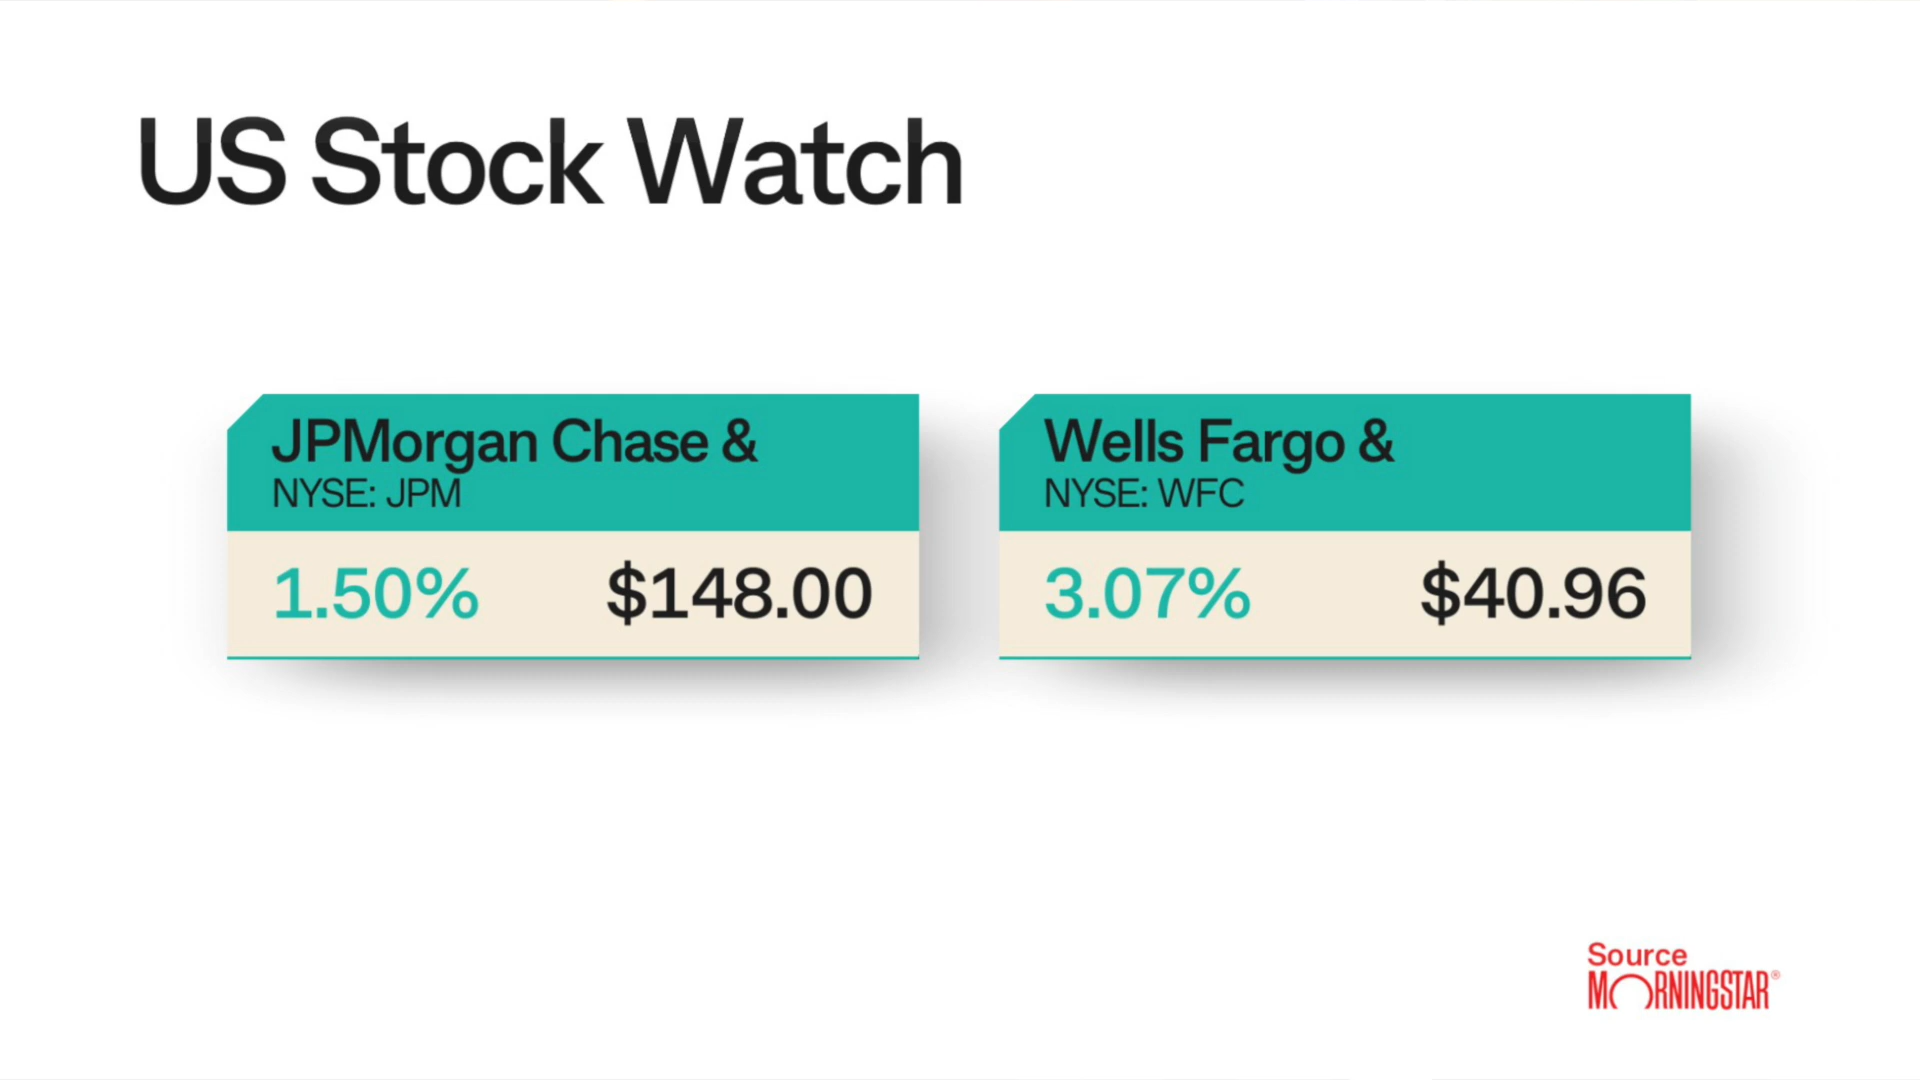 US Stock Watch
JPMorgan Chase &
NYSE: JPM
1.50% $148.00
Wells Fargo &
NYSE: WFC
3.07% $40.96
Source
MORNINGSTAR®